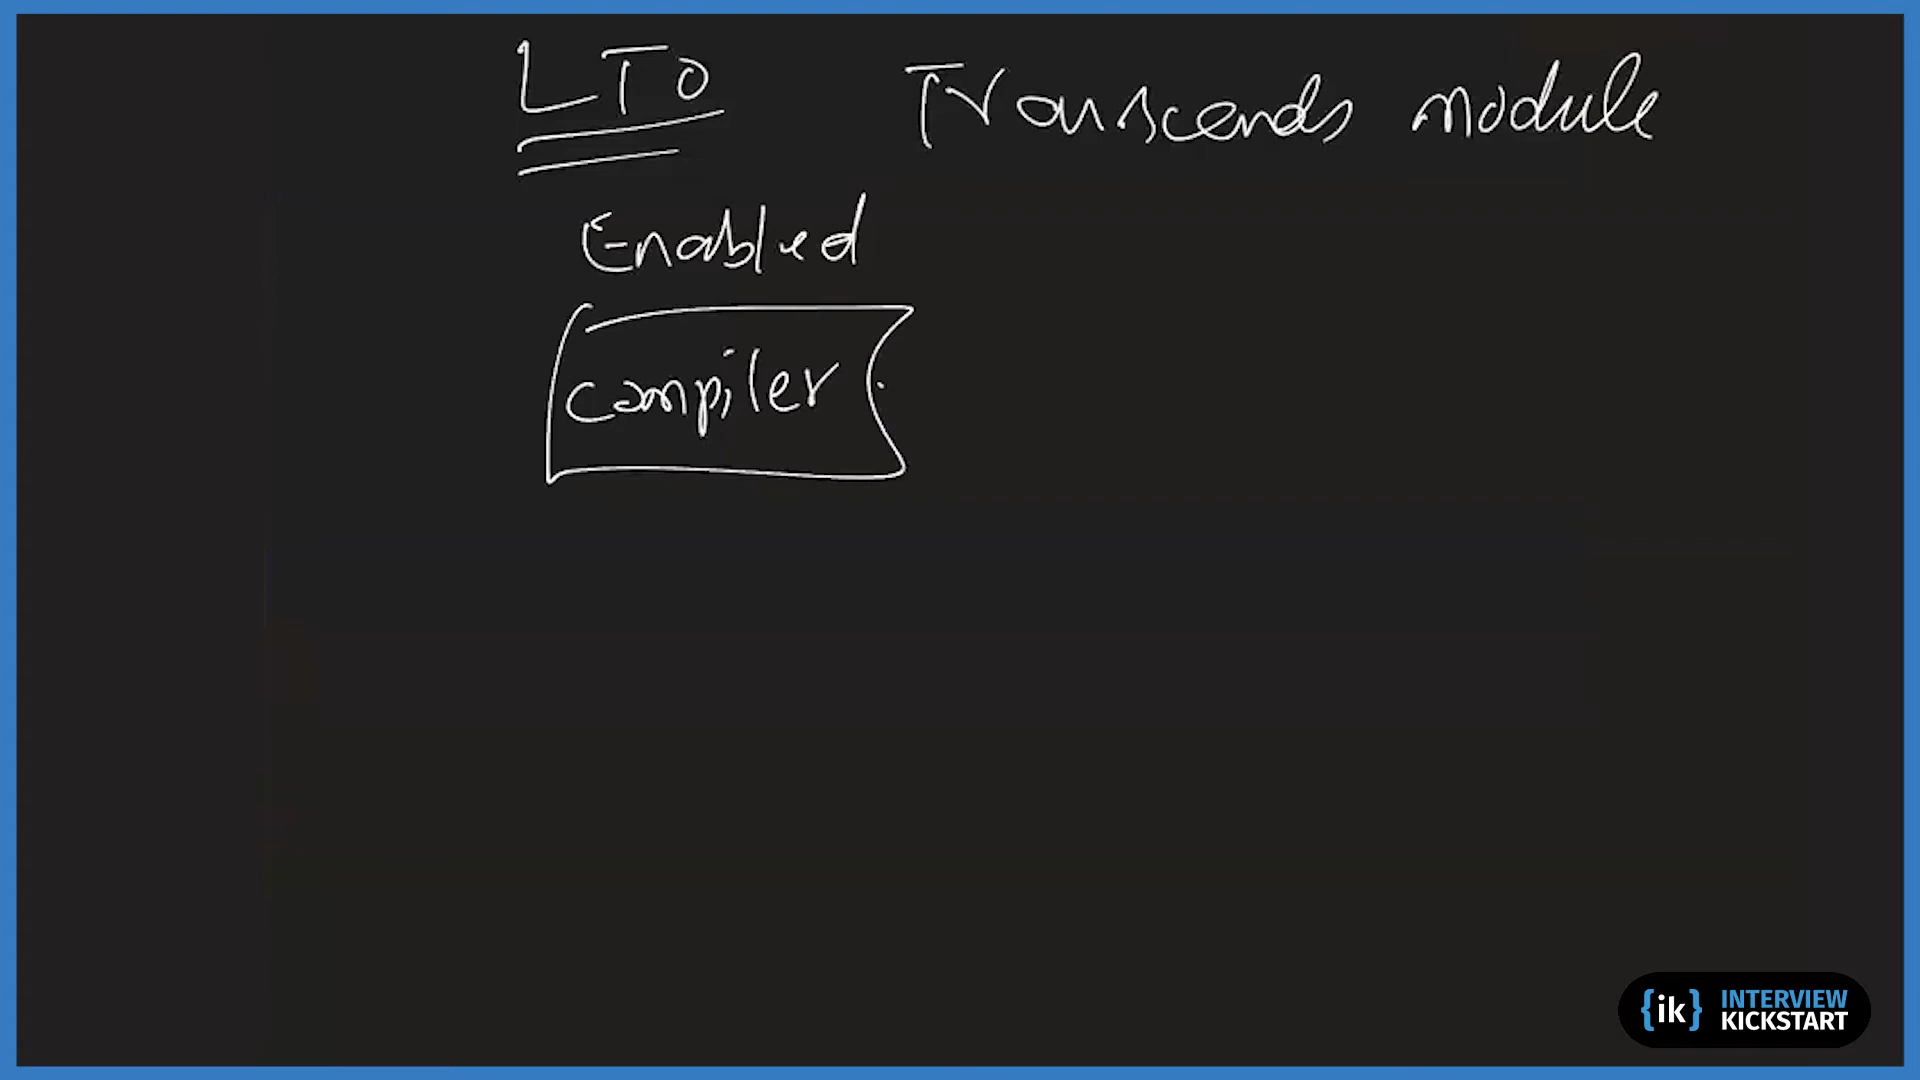 LTO Transcends module
Enabled
compiler
{ik} INTERVIEW
KICKSTART